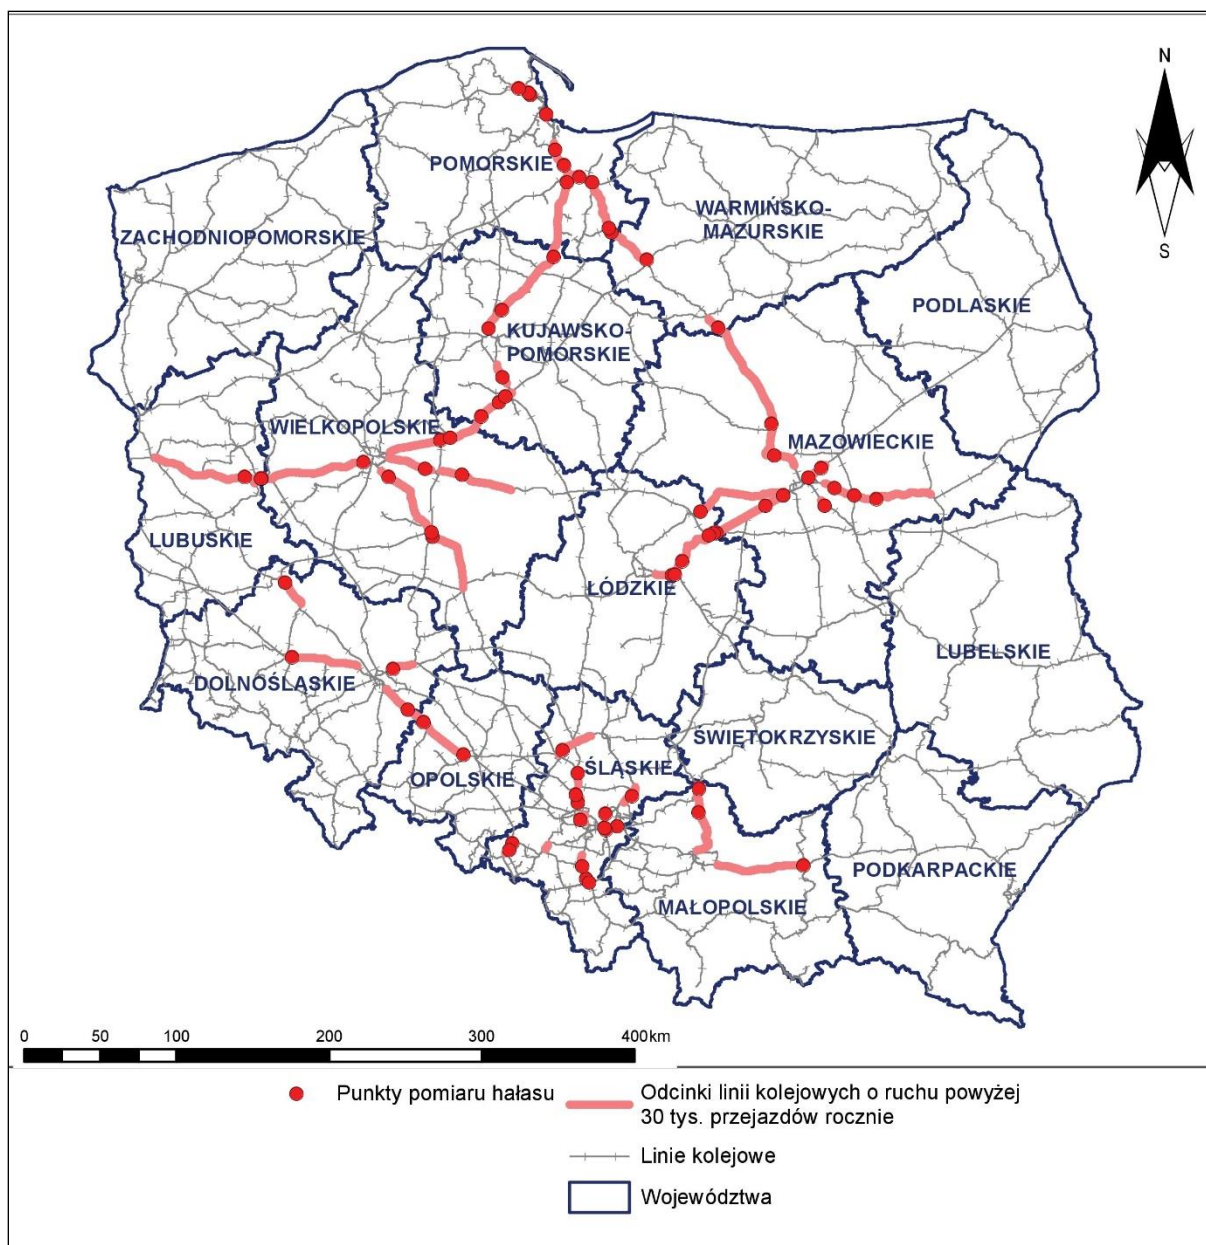 N
S
POMORSKIE
WARMIŃSKO-
MAZURSKIE
ZACHODNIOPOMORSKIE
PODLASKIE
KUJAWSKO-
POMORSKIE
WIELKOPOLSKIE
MAZOWIECKIE
LUBUSKIE
ŁÓDZKIE
LUBELSKIE
DOLNOŚLĄSKIE
ŚWIĘTOKRZYSKIE
OPOLSKIE
ŚLĄSKIE
PODKARPACKIE
MAŁOPOLSKIE
0 50 100 200 300 400km
Punkty pomiaru hałasu
Odcinki linii kolejowych o ruchu powyżej
30 tys. przejazdów rocznie
Linie kolejowe
Województwa